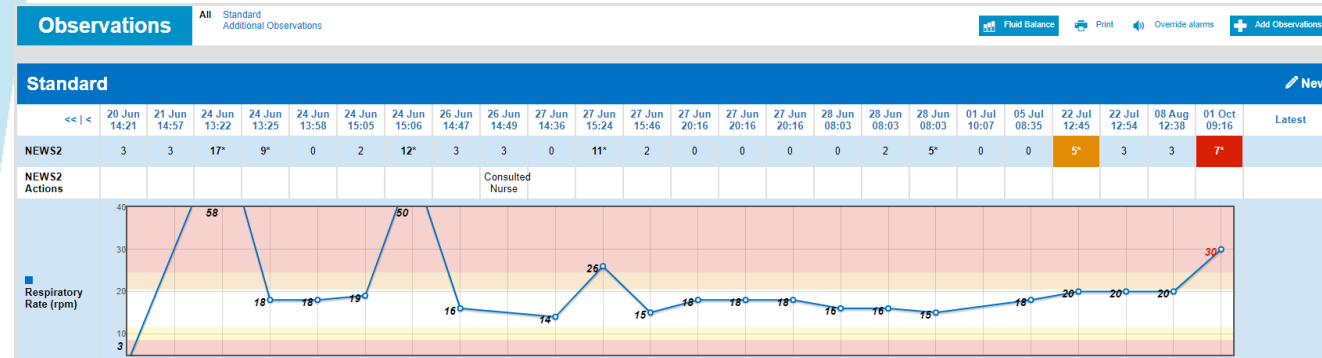 Observations
All Standard
Additional Observations
Fluid Balance Print Override alarms Add Observations
Standard
New
<< | < 20 Jun 14:21 21 Jun 14:57 24 Jun 13:22 24 Jun 13:25 24 Jun 13:58 24 Jun 15:05 24 Jun 15:06 26 Jun 14:47 26 Jun 14:49 27 Jun 14:36 27 Jun 15:24 27 Jun 15:46 27 Jun 20:16 27 Jun 20:16 27 Jun 20:16 28 Jun 08:03 28 Jun 08:03 28 Jun 08:03 01 Jul 10:07 05 Jul 08:35 22 Jul 12:45 22 Jul 12:54 08 Aug 12:38 01 Oct 09:16 Latest
NEWS2 3 3 17* 9* 0 2 12* 3 3 0 11* 2 0 0 0 0 2 5* 0 0 5* 3 3 7*
NEWS2
Actions
Consulted
Nurse
Respiratory
Rate (rpm)
40
30
20
10
3 58 18 18 19 50 16 14 26 15 18 18 18 16 16 15 18 20 20 20 30